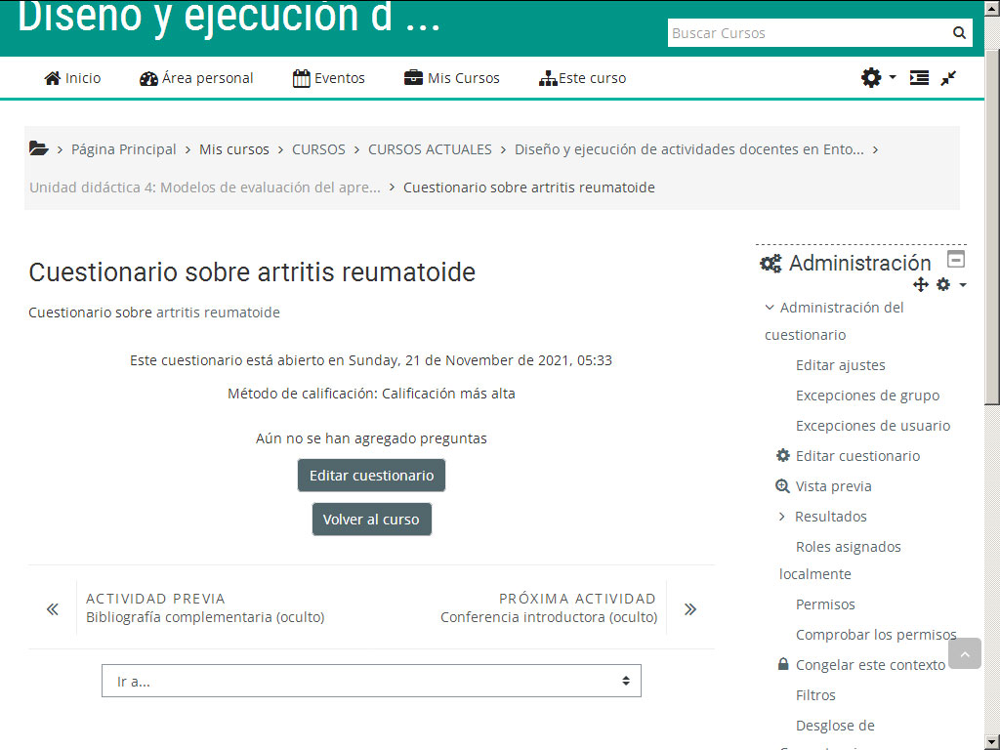 Diseño y ejecución d ...
Buscar Cursos
Inicio
Área personal
Eventos
Mis Cursos
Este curso
Página Principal › Mis cursos › CURSOS › CURSOS ACTUALES › Diseño y ejecución de actividades docentes en Ento... ›
Unidad didáctica 4: Modelos de evaluación del apre... › Cuestionario sobre artritis reumatoide
Cuestionario sobre artritis reumatoide
Cuestionario sobre artritis reumatoide
Este cuestionario está abierto en Sunday, 21 de November de 2021, 05:33
Método de calificación: Calificación más alta
Aún no se han agregado preguntas
Editar cuestionario
Volver al curso
ACTIVIDAD PREVIA
Bibliografía complementaria (oculto)
PRÓXIMA ACTIVIDAD
Conferencia introductora (oculto)
Ir a...
Administración
Administración del
cuestionario
Editar ajustes
Excepciones de grupo
Excepciones de usuario
Editar cuestionario
Vista previa
Resultados
Roles asignados
localmente
Permisos
Comprobar los permisos
Congelar este contexto
Filtros
Desglose de